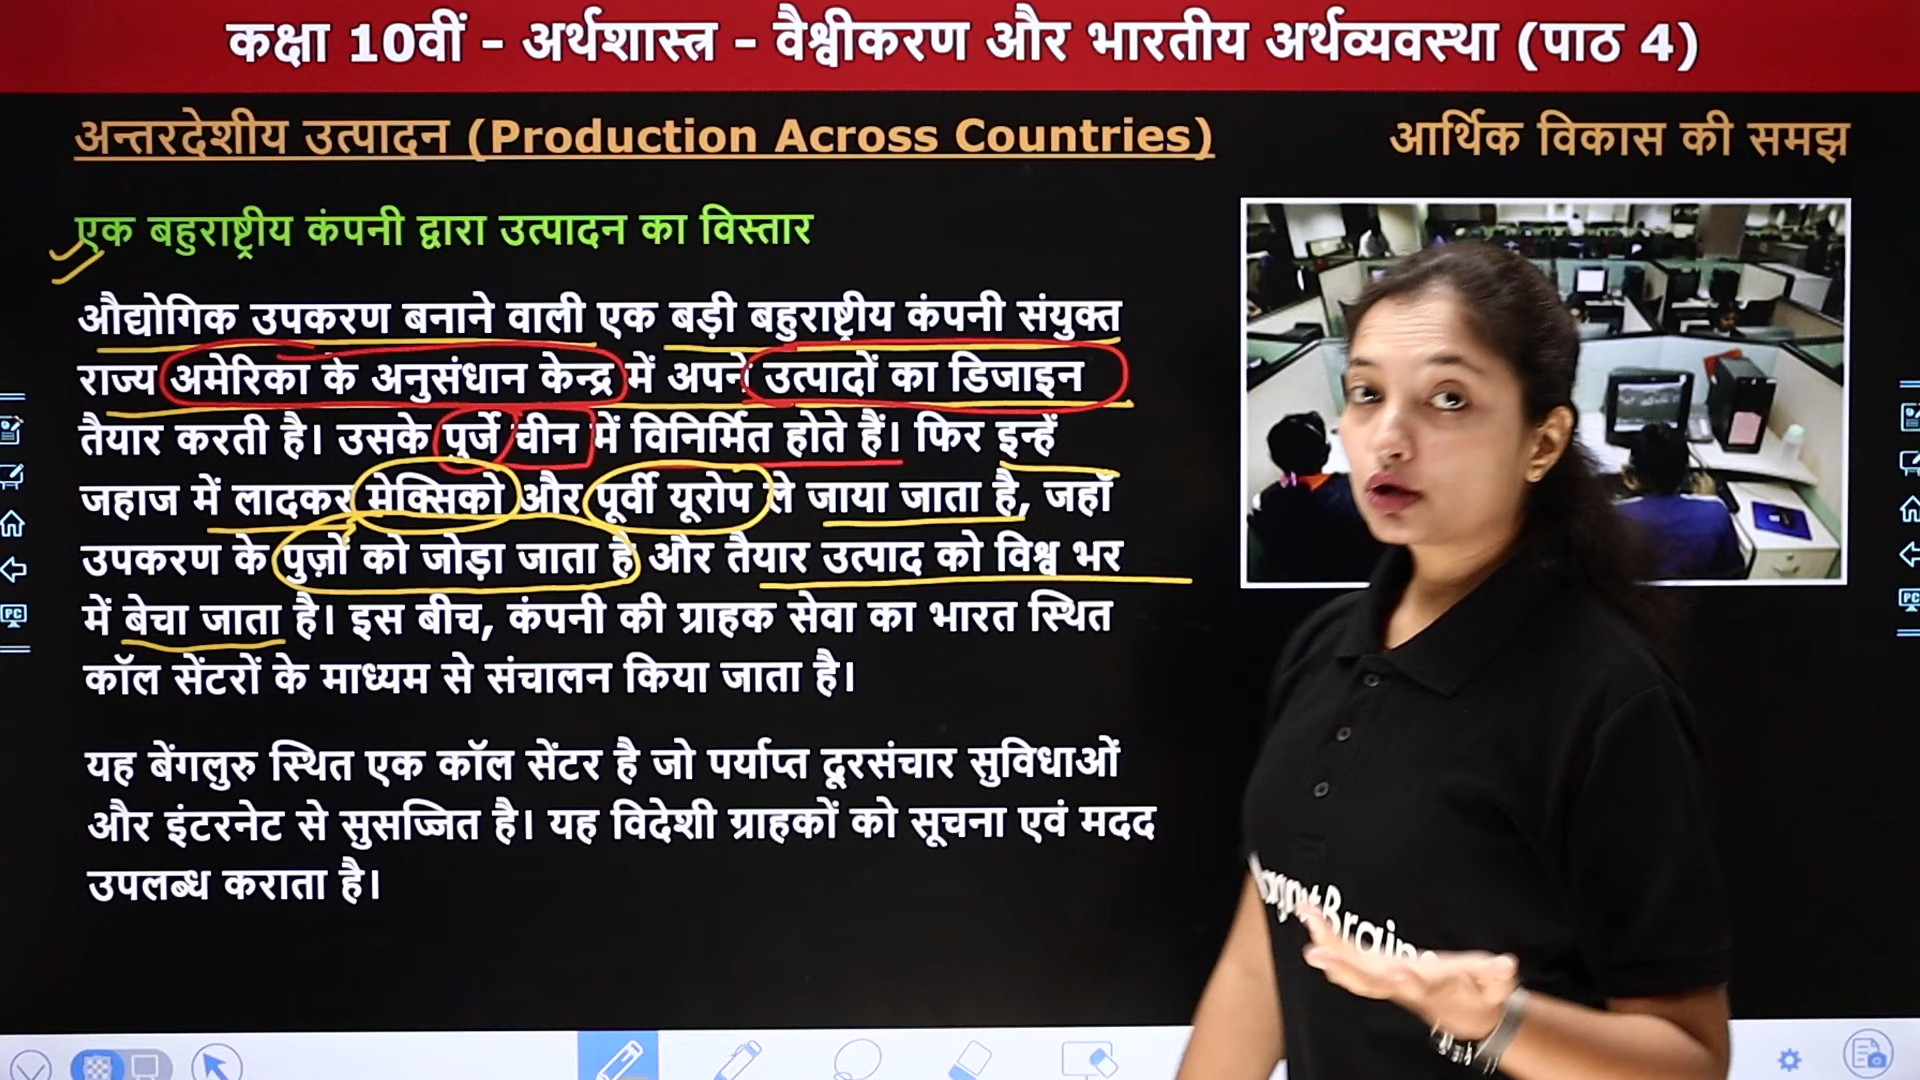 कक्षा 10वीं - अर्थशास्त्र - वैश्वीकरण और भारतीय अर्थव्यवस्था (पाठ 4)
अन्तरदेशीय उत्पादन (Production Across Countries)
आर्थिक विकास की समझ
एक बहुराष्ट्रीय कंपनी द्वारा उत्पादन का विस्तार
औद्योगिक उपकरण बनाने वाली एक बड़ी बहुराष्ट्रीय कंपनी संयुक्त
राज्य अमेरिका के अनुसंधान केन्द्र में अपने उत्पादों का डिजाइन
तैयार करती है। उसके पुर्जे चीन में विनिर्मित होते हैं। फिर इन्हें
जहाज में लादकर मेक्सिको और पूर्वी यूरोप ले जाया जाता है, जहाँ
उपकरण के पुर्ज़ों को जोड़ा जाता है और तैयार उत्पाद को विश्व भर
में बेचा जाता है। इस बीच, कंपनी की ग्राहक सेवा का भारत स्थित
कॉल सेंटरों के माध्यम से संचालन किया जाता है।
यह बेंगलुरु स्थित एक कॉल सेंटर है जो पर्याप्त दूरसंचार सुविधाओं
और इंटरनेट से सुसज्जित है। यह विदेशी ग्राहकों को सूचना एवं मदद
उपलब्ध कराता है।
PC
PC